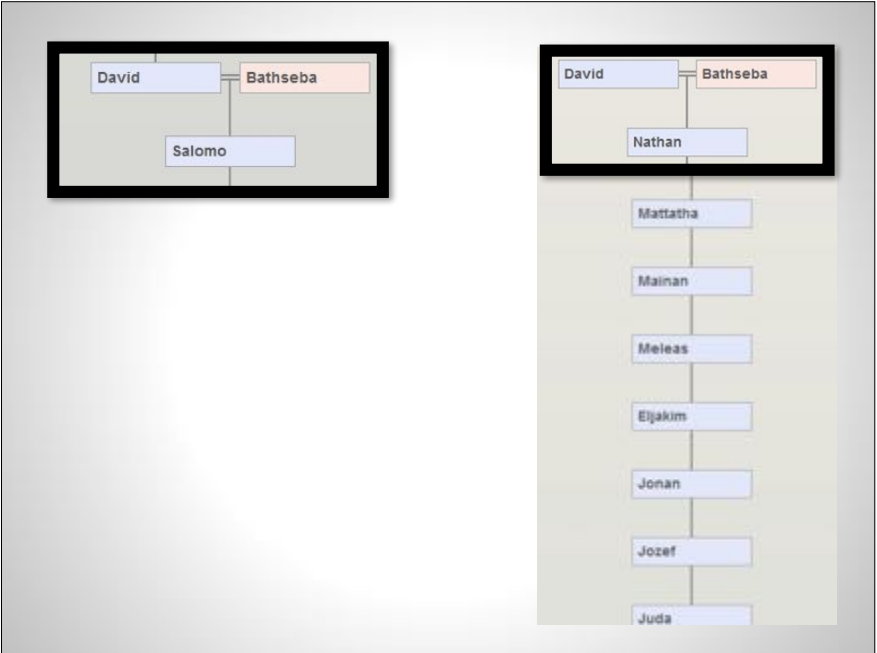 David Bathseba
Salomo
David Bathseba
Nathan
Mattatha
Mainan
Meleas
Eljakim
Jonan
Jozef
Juda